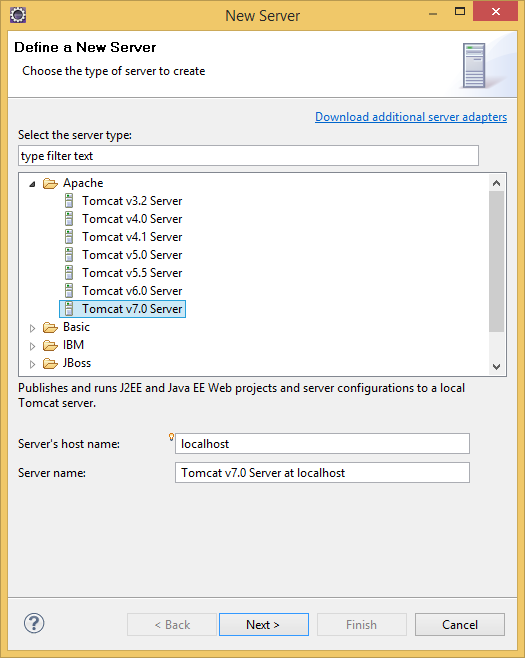 New Server
Define a New Server
Choose the type of server to create
Download additional server adapters
Select the server type:
type filter text
Apache
Tomcat v3.2 Server
Tomcat v4.0 Server
Tomcat v4.1 Server
Tomcat v5.0 Server
Tomcat v5.5 Server
Tomcat v6.0 Server
Tomcat v7.0 Server
Basic
IBM
JBoss
Publishes and runs J2EE and Java EE Web projects and server configurations to a local
Tomcat server.
Server's host name: localhost
Server name: Tomcat v7.0 Server at localhost
? < Back Next > Finish Cancel